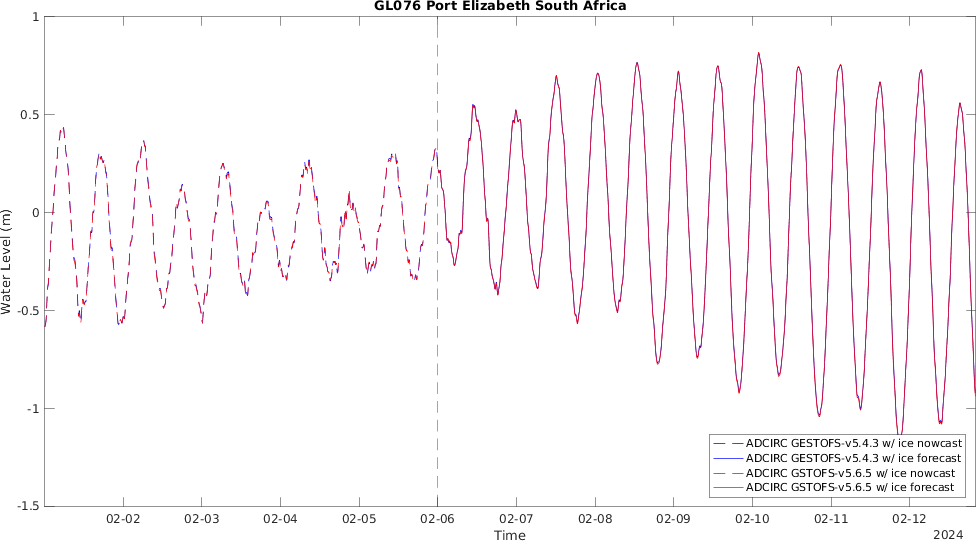 GL076 Port Elizabeth South Africa
1
0.5
0
-0.5
-1
-1.5
Water Level (m)
ADCIRC GESTOFS-v5.4.3 w/ ice nowcast
ADCIRC GESTOFS-v5.4.3 w/ ice forecast
ADCIRC GSTOFS-v5.6.5 w/ ice nowcast
ADCIRC GSTOFS-v5.6.5 w/ ice forecast
02-02 02-03 02-04 02-05 02-06 02-07 02-08 02-09 02-10 02-11 02-12
Time
2024